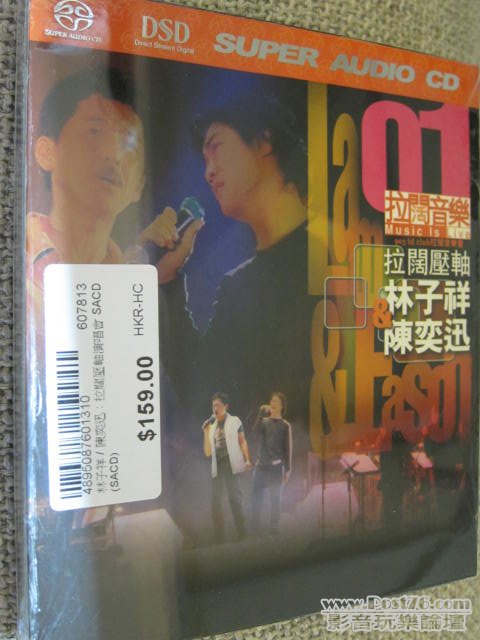 SUPER AUDIO CD
DSD
Direct Stream Digital
SUPER AUDIO CD
Lam
& Eason
01
拉闊音樂
Music Is Live
拉闊壓軸
林子祥
&
陳奕迅
607813
4895087601310
林子祥 / 陳奕迅 : 拉闊壓軸演唱會 SACD
(SACD)
$159.00
HKR-HC
www.Post76.com
影音玩樂論壇